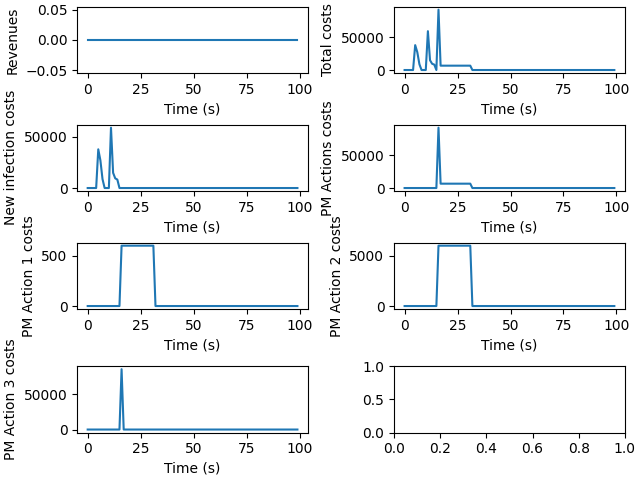 Revenues
0.05
0.00
−0.05
0 25 50 75 100
Time (s)
Total costs
50000
0
0 25 50 75 100
Time (s)
New infection costs
50000
0
0 25 50 75 100
Time (s)
PM Actions costs
50000
0
0 25 50 75 100
Time (s)
PM Action 1 costs
500
0
0 25 50 75 100
Time (s)
PM Action 2 costs
5000
0
0 25 50 75 100
Time (s)
PM Action 3 costs
50000
0
0 25 50 75 100
Time (s)
1.0
0.5
0.0
0.0 0.2 0.4 0.6 0.8 1.0